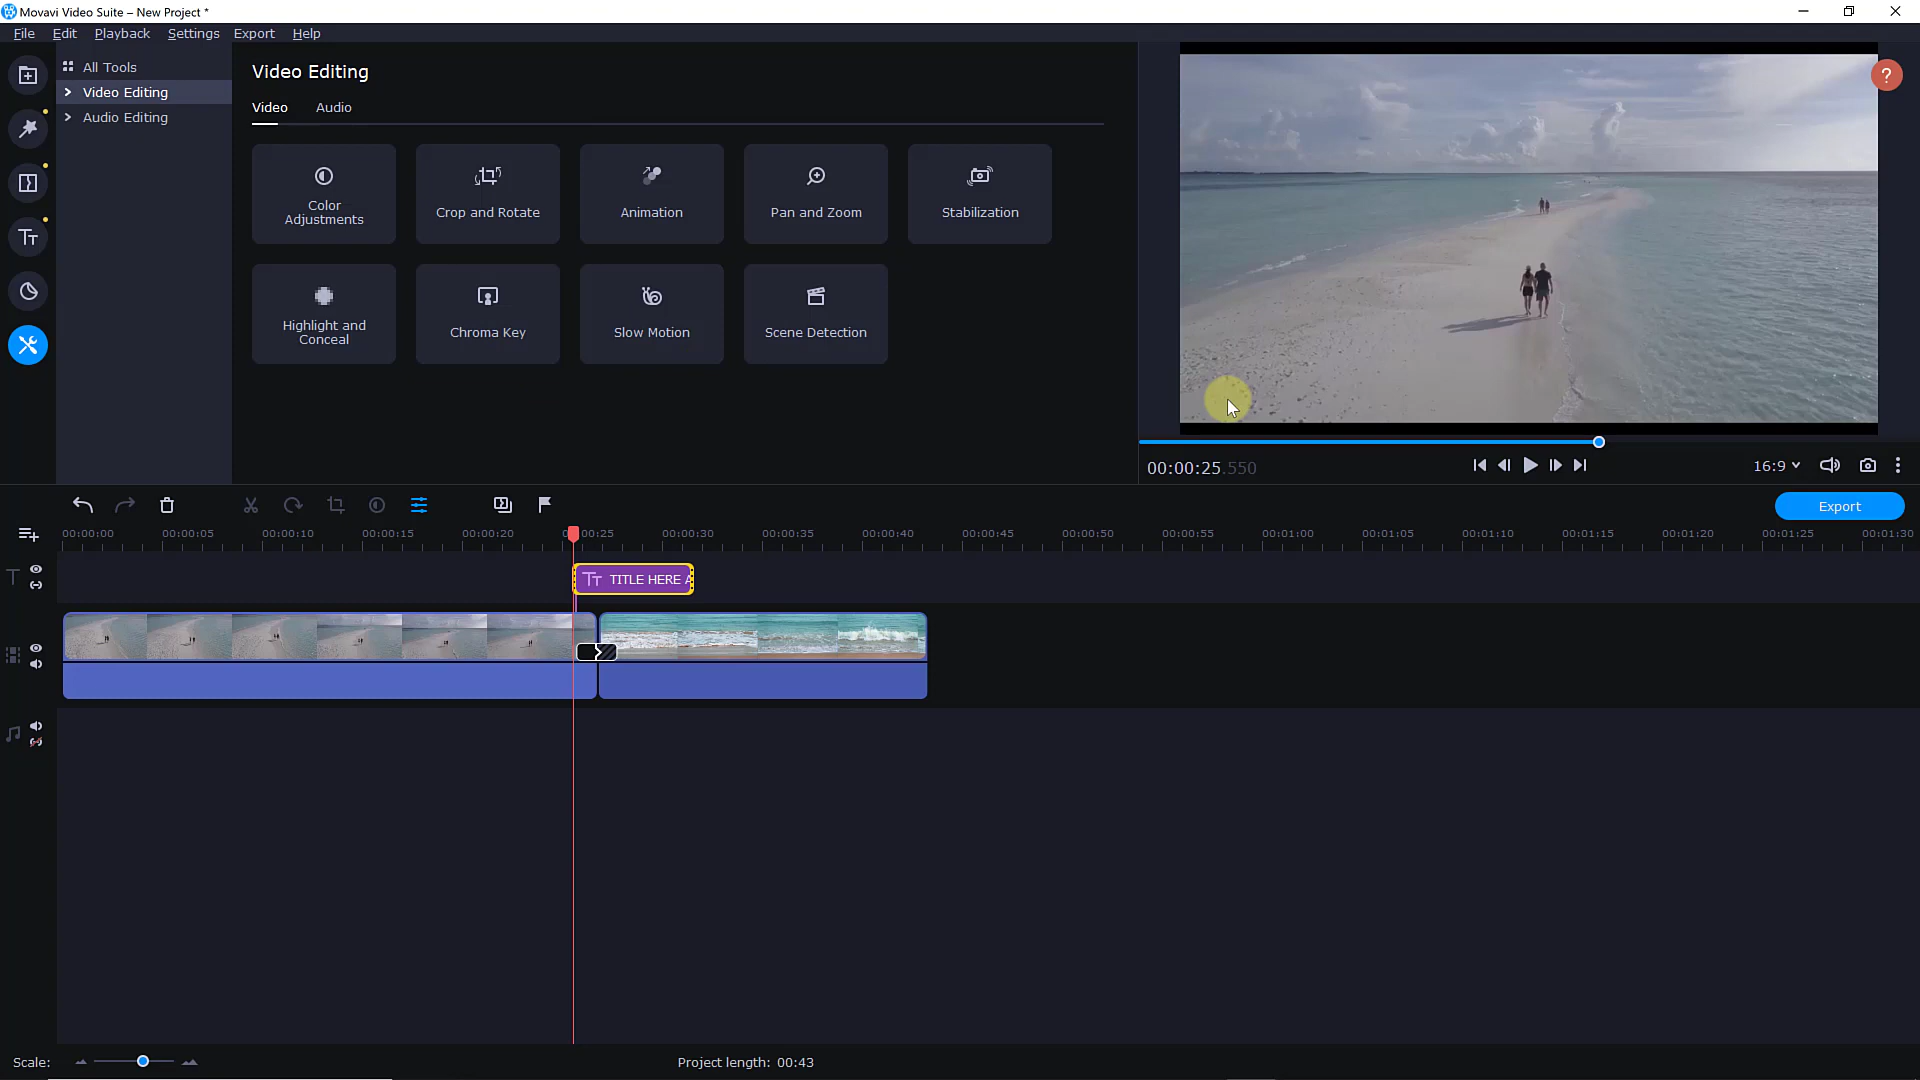 Movavi Video Suite – New Project *
File Edit Playback Settings Export Help
All Tools
Video Editing
Audio Editing
Video Editing
Video Audio
Color Adjustments
Crop and Rotate
Animation
Pan and Zoom
Stabilization
Highlight and Conceal
Chroma Key
Slow Motion
Scene Detection
?
00:00:25.550
16:9
Export
00:00:00 00:00:05 00:00:10 00:00:15 00:00:20 00:00:25 00:00:30 00:00:35 00:00:40 00:00:45 00:00:50 00:00:55 00:01:00 00:01:05 00:01:10 00:01:15 00:01:20 00:01:25 00:01:30
TITLE HERE A
Scale:
Project length: 00:43